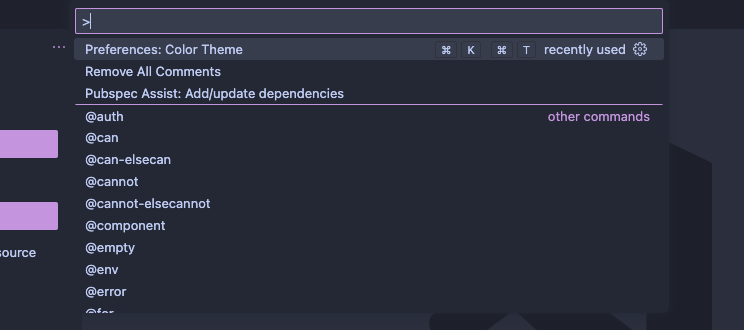 >
Preferences: Color Theme ⌘ K ⌘ T recently used
Remove All Comments
Pubspec Assist: Add/update dependencies
@auth other commands
@can
@can-elsecan
@cannot
@cannot-elsecannot
@component
@empty
source
@env
@error
@for